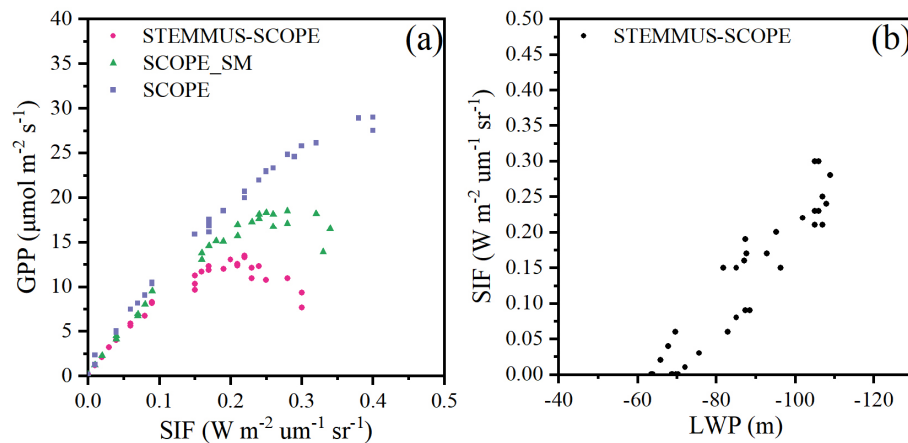 (a)
STEMMUS-SCOPE
SCOPE_SM
SCOPE
GPP (μmol m⁻² s⁻¹)
40
35
30
25
20
15
10
5
0
0.0 0.1 0.2 0.3 0.4 0.5
SIF (W m⁻² um⁻¹ sr⁻¹)
(b)
STEMMUS-SCOPE
SIF (W m⁻² um⁻¹ sr⁻¹)
0.50
0.45
0.40
0.35
0.30
0.25
0.20
0.15
0.10
0.05
0.00
-40 -60 -80 -100 -120
LWP (m)